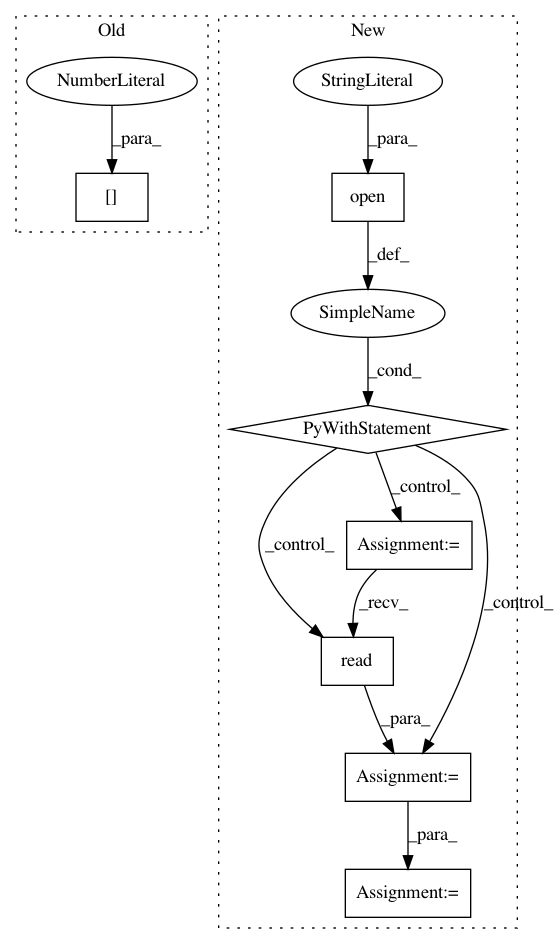 Old
New
NumberLiteral
StringLiteral
_para_
_para_
[]
open
_def_
SimpleName
_cond_
PyWithStatement
_control_
_control_
Assignment:=
_control_
_recv_
read
_para_
Assignment:=
_para_
Assignment:=